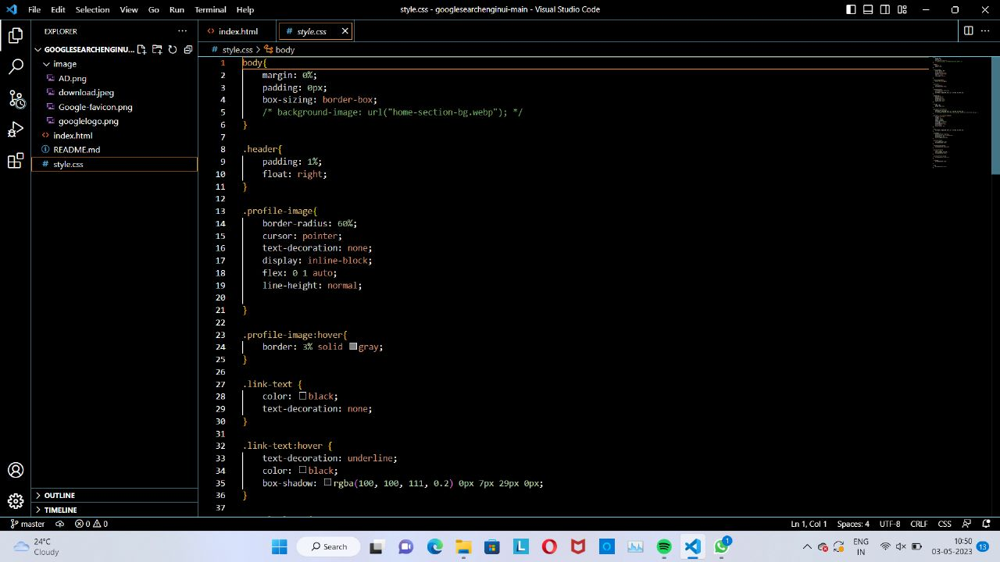 File Edit Selection View Go Run Terminal Help
style.css - googlesearchenginui-main - Visual Studio Code
EXPLORER
GOOGLESEARCHENGINU...
image
AD.png
download.jpeg
Google-favicon.png
googlelogo.png
index.html
README.md
style.css
OUTLINE
TIMELINE
index.html
style.css
style.css > body
1 body{
2 margin: 0%;
3 padding: 0px;
4 box-sizing: border-box;
5 /* background-image: url("home-section-bg.webp"); */
6 }
7
8 .header{
9 padding: 1%;
10 float: right;
11 }
12
13 .profile-image{
14 border-radius: 60%;
15 cursor: pointer;
16 text-decoration: none;
17 display: inline-block;
18 flex: 0 1 auto;
19 line-height: normal;
20
21 }
22
23 .profile-image:hover{
24 border: 3% solid gray;
25 }
26
27 .link-text {
28 color: black;
29 text-decoration: none;
30 }
31
32 .link-text:hover {
33 text-decoration: underline;
34 color: black;
35 box-shadow: rgba(100, 100, 111, 0.2) 0px 7px 29px 0px;
36 }
37
master 0 0 Ln 1, Col 1 Spaces: 4 UTF-8 CRLF CSS
24°C
Cloudy
Search
1
ENG
IN
10:50
03-05-2023
13